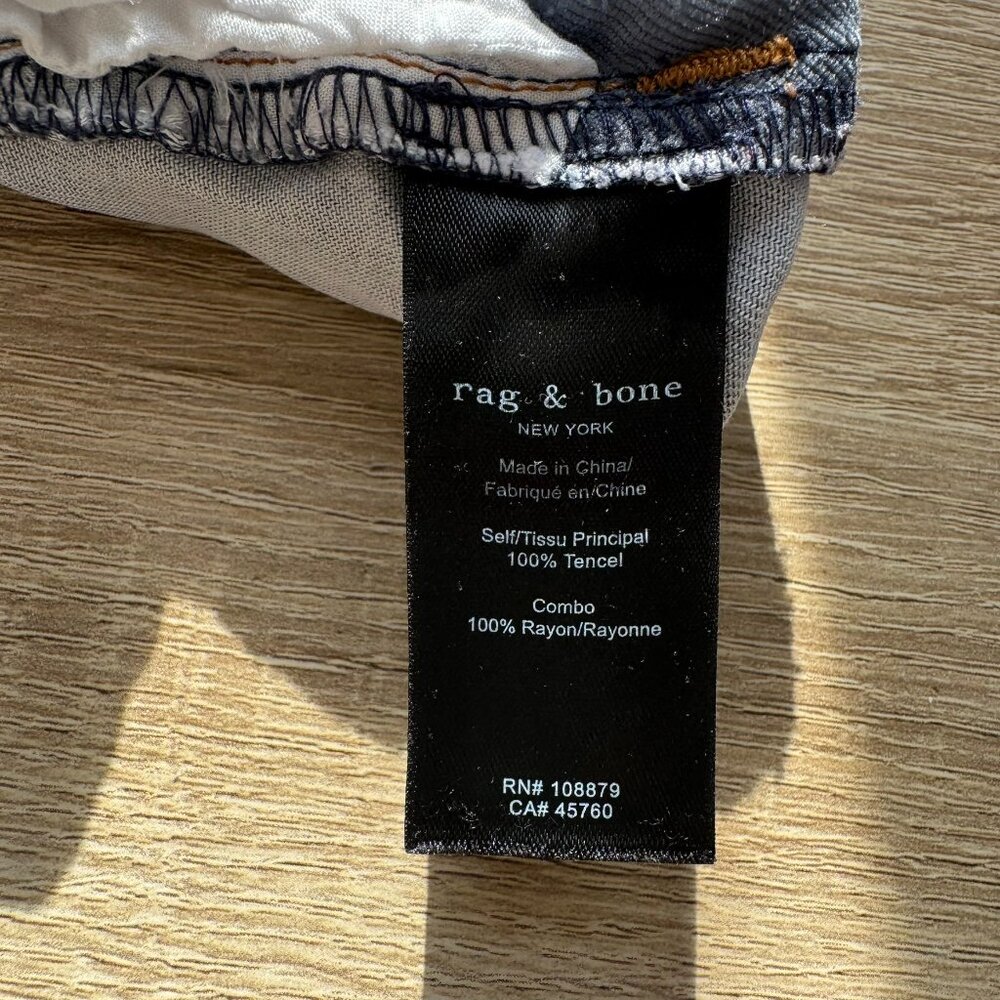 rag & bone
NEW YORK
Made in China/
Fabriqué en/Chine
Self/Tissu Principal
100% Tencel
Combo
100% Rayon/Rayonne
RN# 108879
CA# 45760